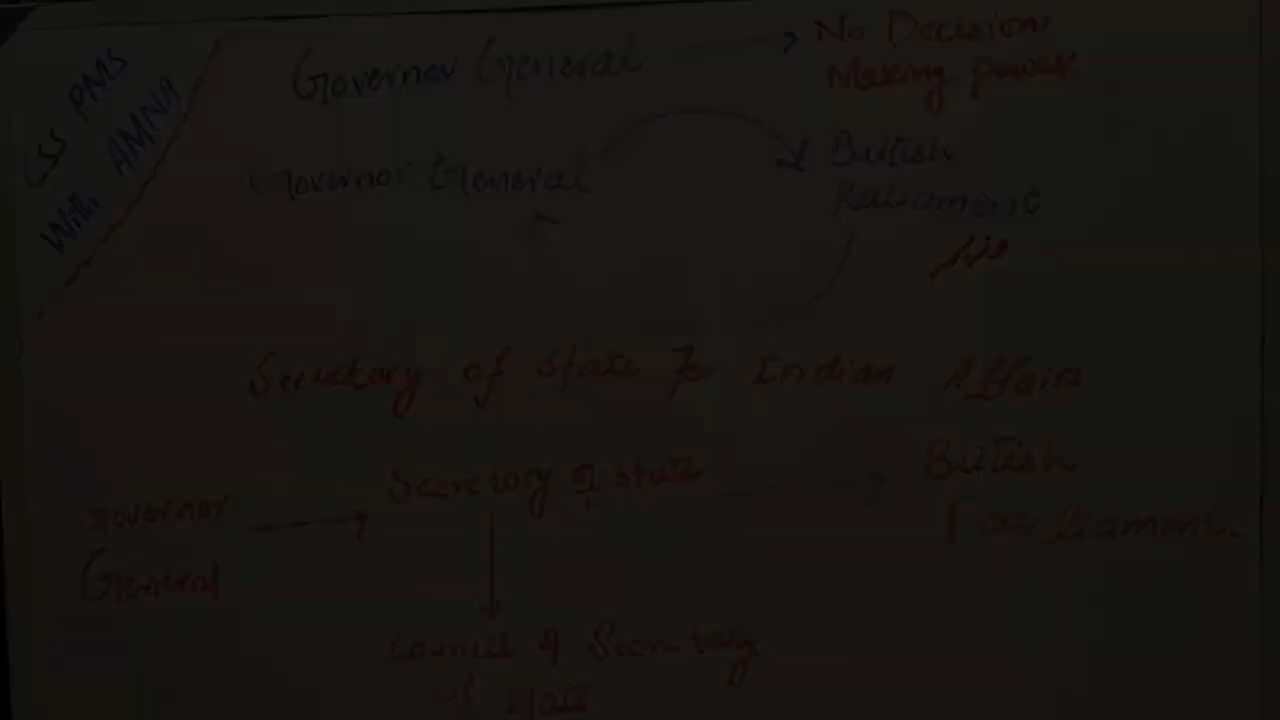 CSS PMS
With AMNA
Governor General → No Decision
Making power
Governor General → British
Parliament
Secretary of State To Indian Affairs
Governor General → Secretary of State → British Parliament.
Council of Secretary
of State